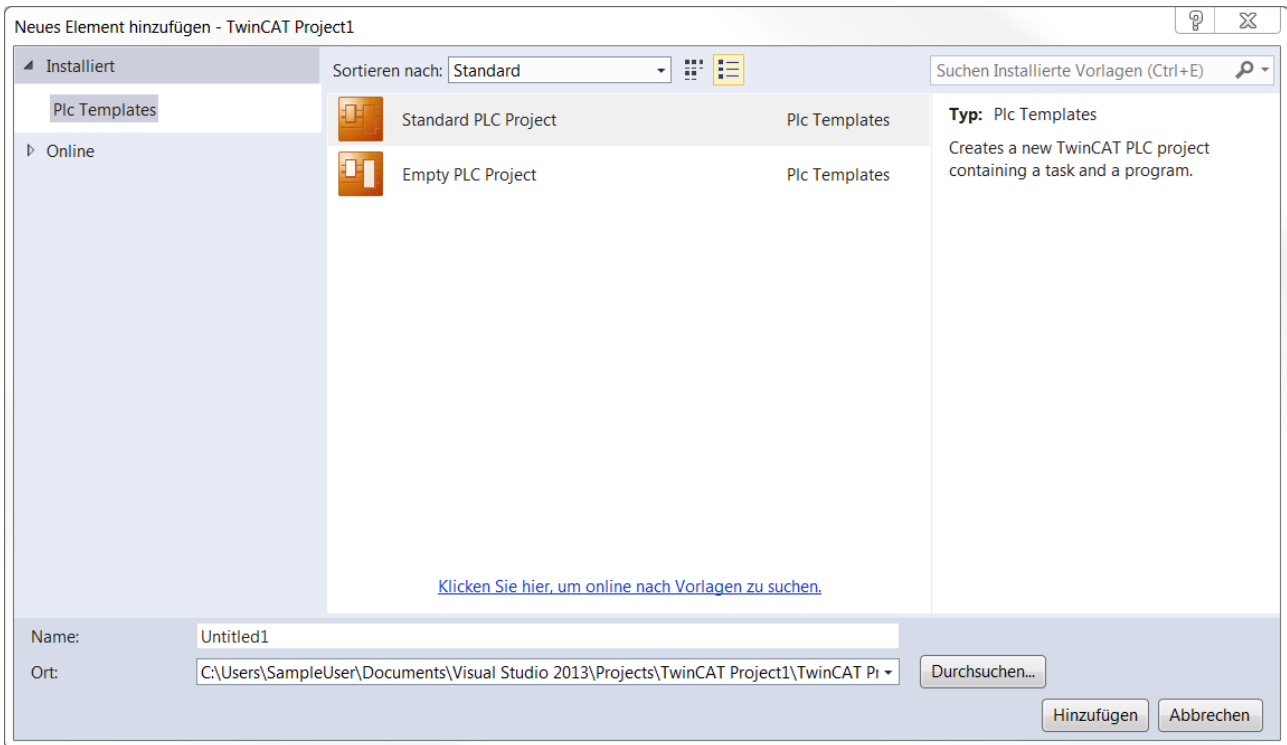 Neues Element hinzufügen - TwinCAT Project1
Installiert
Plc Templates
Online
Sortieren nach: Standard
Suchen Installierte Vorlagen (Ctrl+E)
Standard PLC Project Plc Templates
Empty PLC Project Plc Templates
Typ: Plc Templates
Creates a new TwinCAT PLC project
containing a task and a program.
Klicken Sie hier, um online nach Vorlagen zu suchen.
Name: Untitled1
Ort: C:\Users\SampleUser\Documents\Visual Studio 2013\Projects\TwinCAT Project1\TwinCAT Pr
Durchsuchen...
Hinzufügen Abbrechen